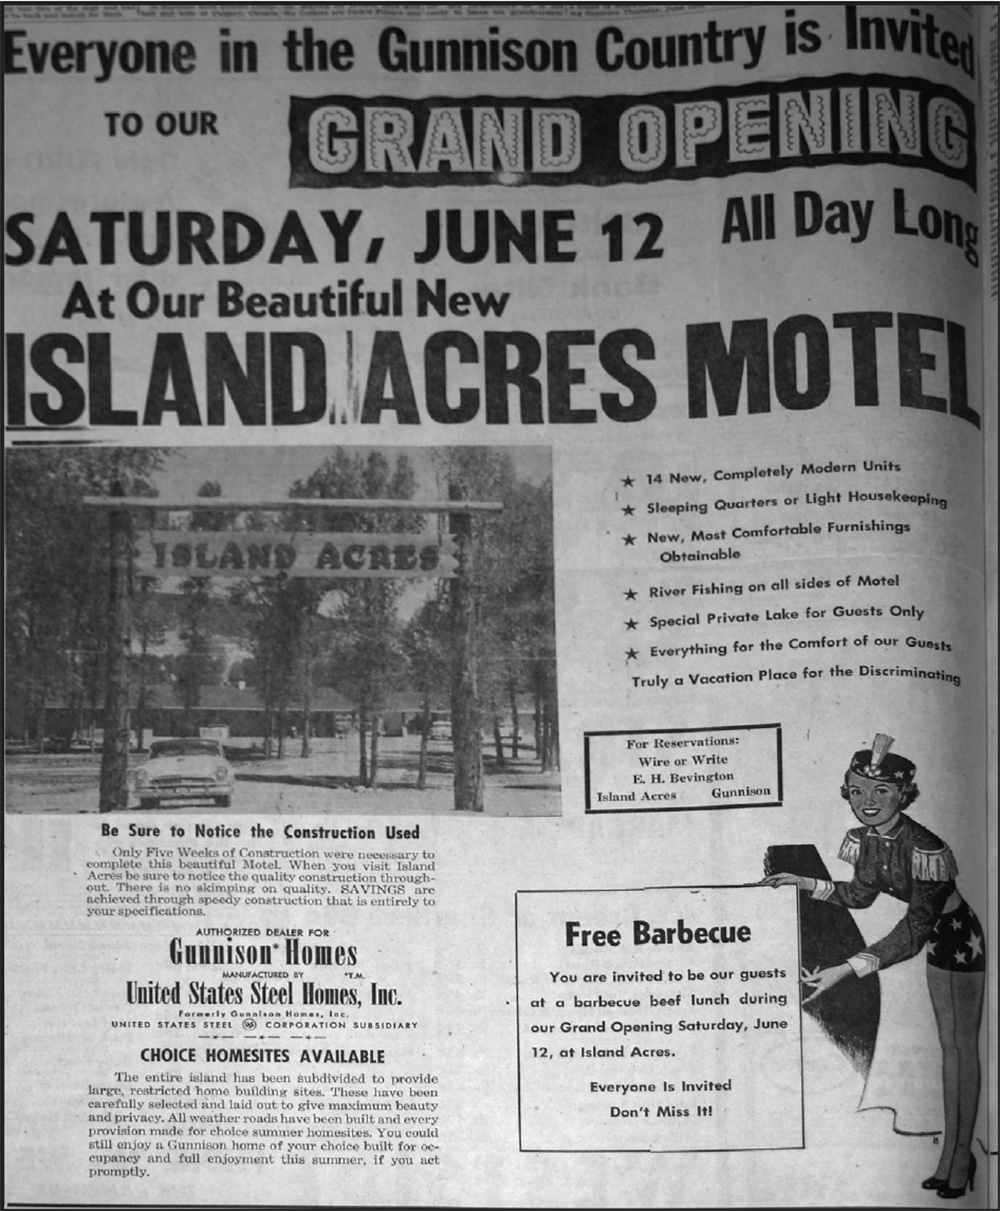 Everyone in the Gunnison Country is Invited
TO OUR
GRAND OPENING
SATURDAY, JUNE 12
All Day Long
At Our Beautiful New
ISLAND ACRES MOTEL
ISLAND ACRES
★ 14 New, Completely Modern Units
★ Sleeping Quarters or Light Housekeeping
★ New, Most Comfortable Furnishings
Obtainable
★ River Fishing on all sides of Motel
★ Special Private Lake for Guests Only
★ Everything for the Comfort of our Guests
Truly a Vacation Place for the Discriminating
For Reservations:
Wire or Write
E. H. Bevington
Island Acres Gunnison
Be Sure to Notice the Construction Used
Only Five Weeks of Construction were necessary to
complete this beautiful Motel. When you visit Island
Acres be sure to notice the quality construction through-
out. There is no skimping on quality. SAVINGS are
achieved through speedy construction that is entirely to
your specifications.
AUTHORIZED DEALER FOR
Gunnison* Homes
MANUFACTURED BY *T.M.
United States Steel Homes, Inc.
Formerly Gunnison Homes, Inc.
UNITED STATES STEEL USS CORPORATION SUBSIDIARY
CHOICE HOMESITES AVAILABLE
The entire island has been subdivided to provide
large, restricted home building sites. These have been
carefully selected and laid out to give maximum beauty
and privacy. All weather roads have been built and every
provision made for choice summer homesites. You could
still enjoy a Gunnison home of your choice built for oc-
cupancy and full enjoyment this summer, if you act
promptly.
Free Barbecue
You are invited to be our guests
at a barbecue beef lunch during
our Grand Opening Saturday, June
12, at Island Acres.
Everyone Is Invited
Don't Miss It!